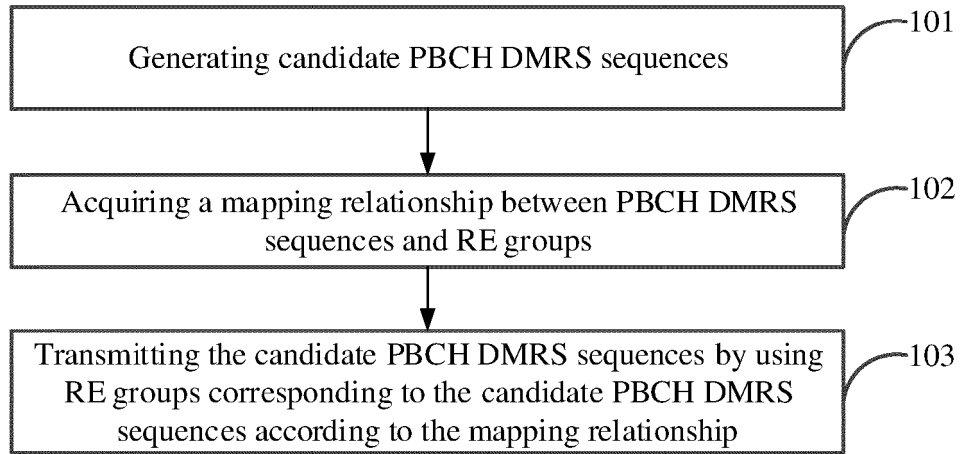 Generating candidate PBCH DMRS sequences
101
Acquiring a mapping relationship between PBCH DMRS
sequences and RE groups
102
Transmitting the candidate PBCH DMRS sequences by using
RE groups corresponding to the candidate PBCH DMRS
sequences according to the mapping relationship
103